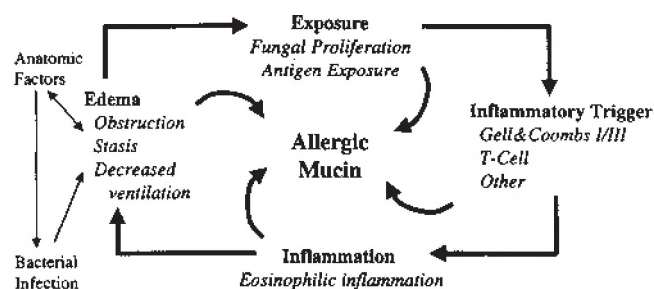 Exposure
Fungal Proliferation
Antigen Exposure
Anatomic
Factors
Edema
Obstruction
Stasis
Decreased
ventilation
Allergic
Mucin
Inflammatory Trigger
Gell&Coombs I/III
T-Cell
Other
Bacterial
Infection
Inflammation
Eosinophilic inflammation